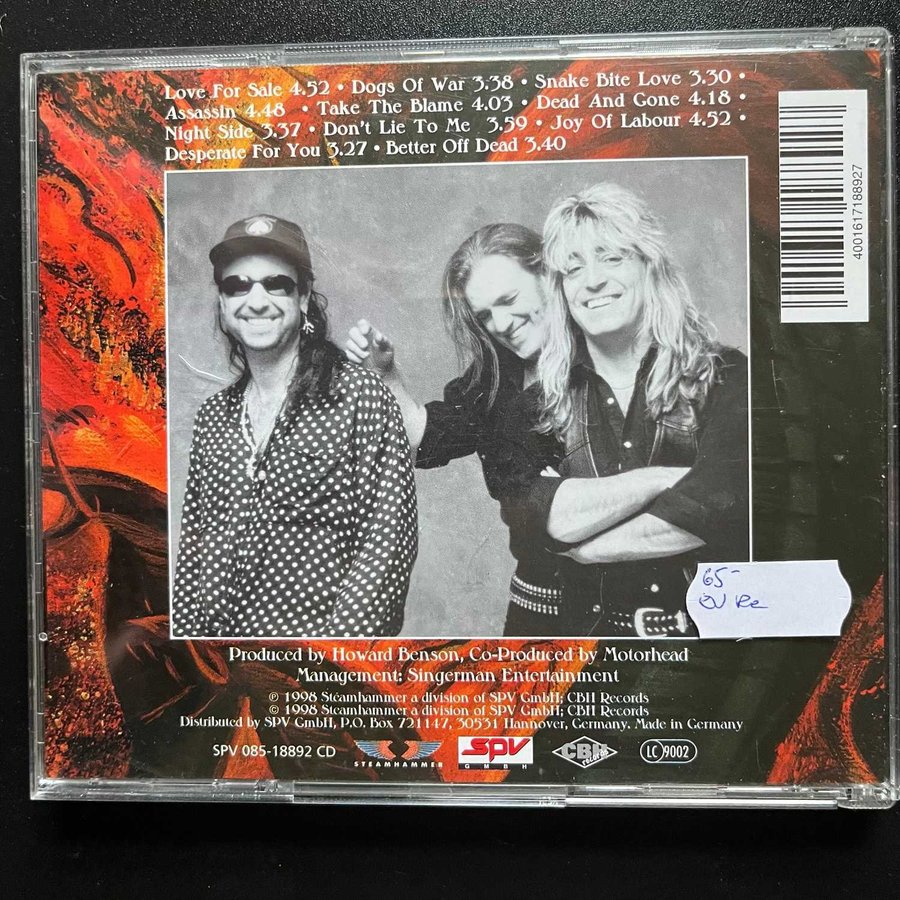 Love For Sale 4.52 • Dogs Of War 3.38 • Snake Bite Love 3.30 •
Assassin 4.48 • Take The Blame 4.03 • Dead And Gone 4.18 •
Night Side 3.37 • Don't Lie To Me 3.59 • Joy Of Labour 4.52 •
Desperate For You 3.27 • Better Off Dead 3.40
4001617188927
65-
Produced by Howard Benson, Co-Produced by Motorhead
Management: Singerman Entertainment
℗ 1998 Steamhammer a division of SPV GmbH; CBH Records
© 1998 Steamhammer a division of SPV GmbH; CBH Records
Distributed by SPV GmbH, P.O. Box 721147, 30531 Hannover, Germany. Made in Germany
SPV 085-18892 CD
STEAMHAMMER
SPV
GMBH
CBH
RECORDS
LC 9002